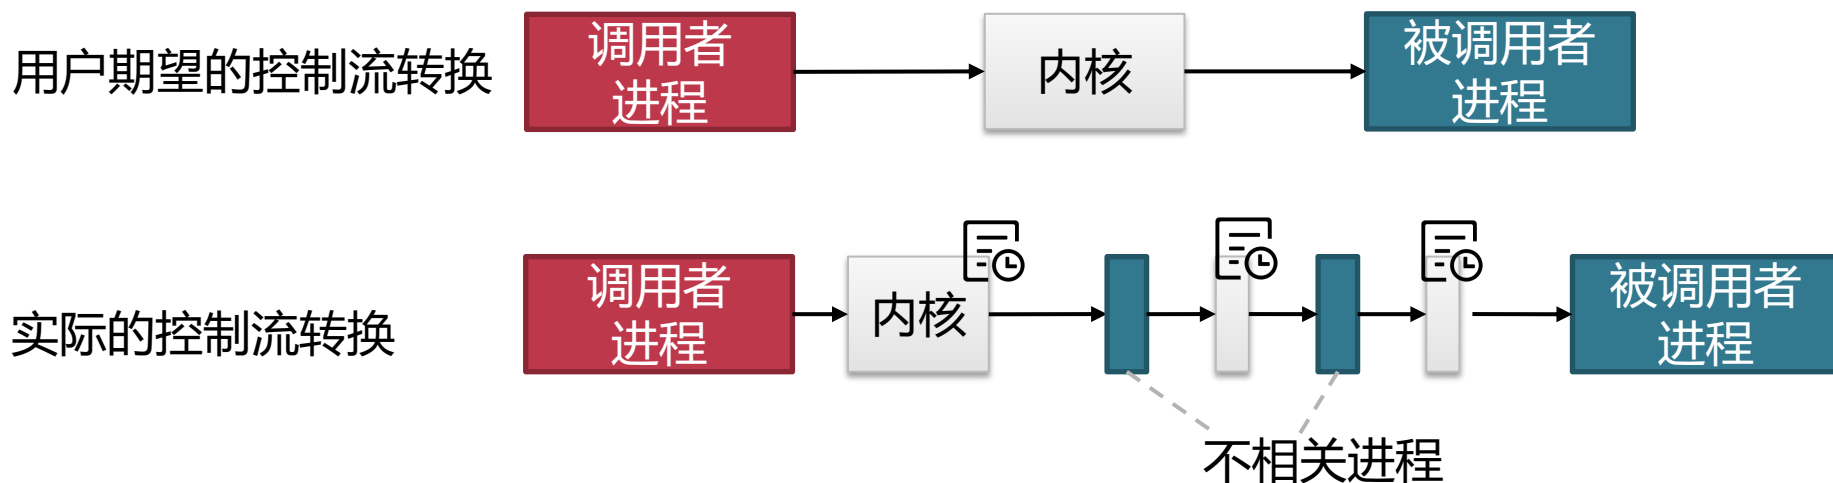 用户期望的控制流转换
调用者
进程
内核
被调用者
进程
实际的控制流转换
调用者
进程
内核
被调用者
进程
不相关进程